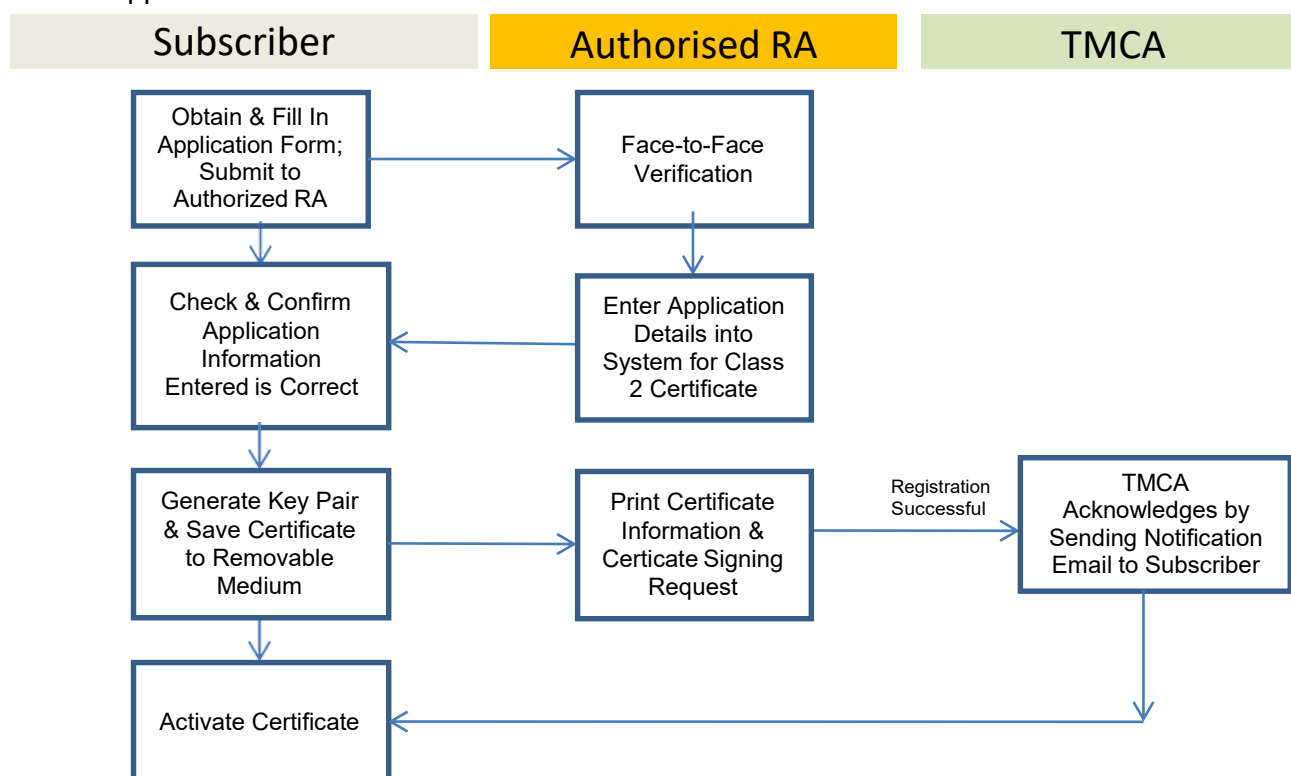 Subscriber
Authorised RA
TMCA
Obtain & Fill In
Application Form;
Submit to
Authorized RA
Face-to-Face
Verification
Check & Confirm
Application
Information
Entered is Correct
Enter Application
Details into
System for Class
2 Certificate
Generate Key Pair
& Save Certificate
to Removable
Medium
Print Certificate
Information &
Certicate Signing
Request
Registration
Successful
TMCA
Acknowledges by
Sending Notification
Email to Subscriber
Activate Certificate